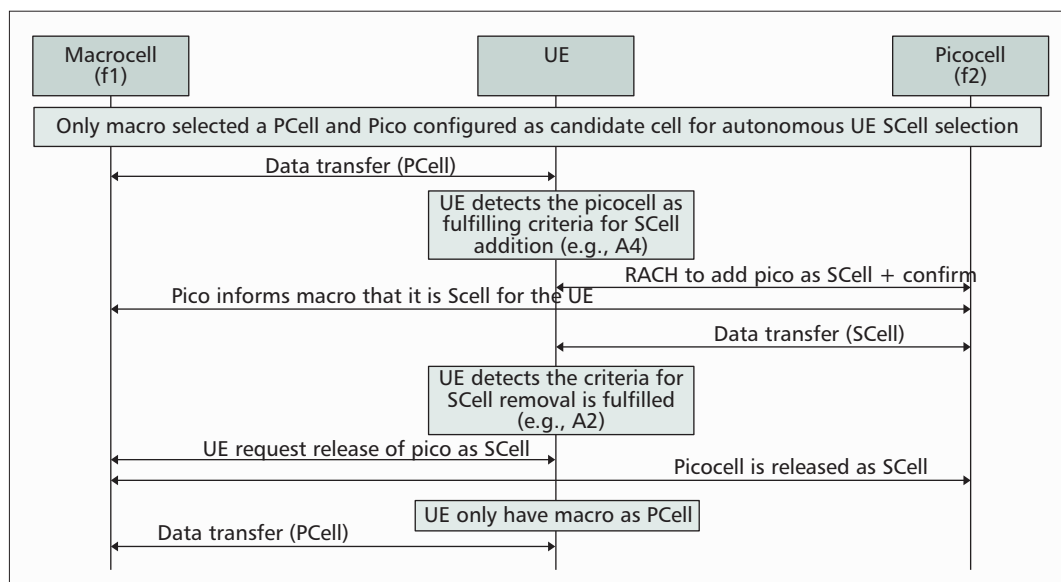 Macrocell
(f1)
UE
Picocell
(f2)
Only macro selected a PCell and Pico configured as candidate cell for autonomous UE SCell selection
Data transfer (PCell)
UE detects the picocell as
fulfilling criteria for SCell
addition (e.g., A4)
RACH to add pico as SCell + confirm
Pico informs macro that it is Scell for the UE
Data transfer (SCell)
UE detects the criteria for
SCell removal is fulfilled
(e.g., A2)
UE request release of pico as SCell
Picocell is released as SCell
UE only have macro as PCell
Data transfer (PCell)